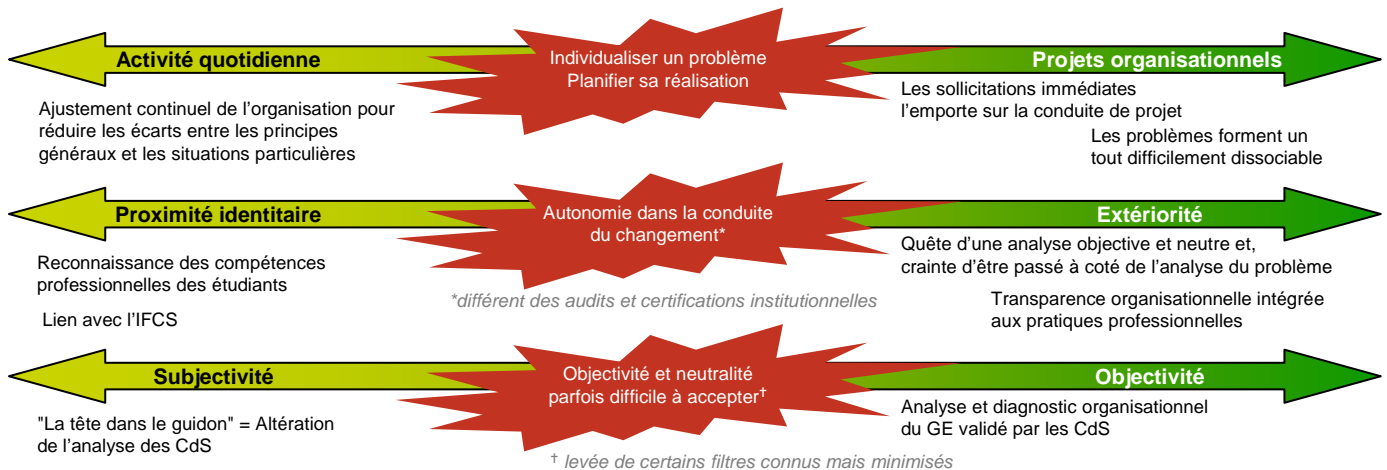 Activité quotidienne
Individualiser un problème
Planifier sa réalisation
Projets organisationnels
Ajustement continuel de l'organisation pour
réduire les écarts entre les principes
généraux et les situations particulières
Les sollicitations immédiates
l'emporte sur la conduite de projet
Les problèmes forment un
tout difficilement dissociable
Proximité identitaire
Autonomie dans la conduite
du changement*
Extériorité
Reconnaissance des compétences
professionnelles des étudiants
Lien avec l'IFCS
*différent des audits et certifications institutionnelles
Quête d'une analyse objective et neutre et,
crainte d'être passé à coté de l'analyse du problème
Transparence organisationnelle intégrée
aux pratiques professionnelles
Subjectivité
Objectivité et neutralité
parfois difficile à accepter†
Objectivité
"La tête dans le guidon" = Altération
de l'analyse des CdS
† levée de certains filtres connus mais minimisés
Analyse et diagnostic organisationnel
du GE validé par les CdS